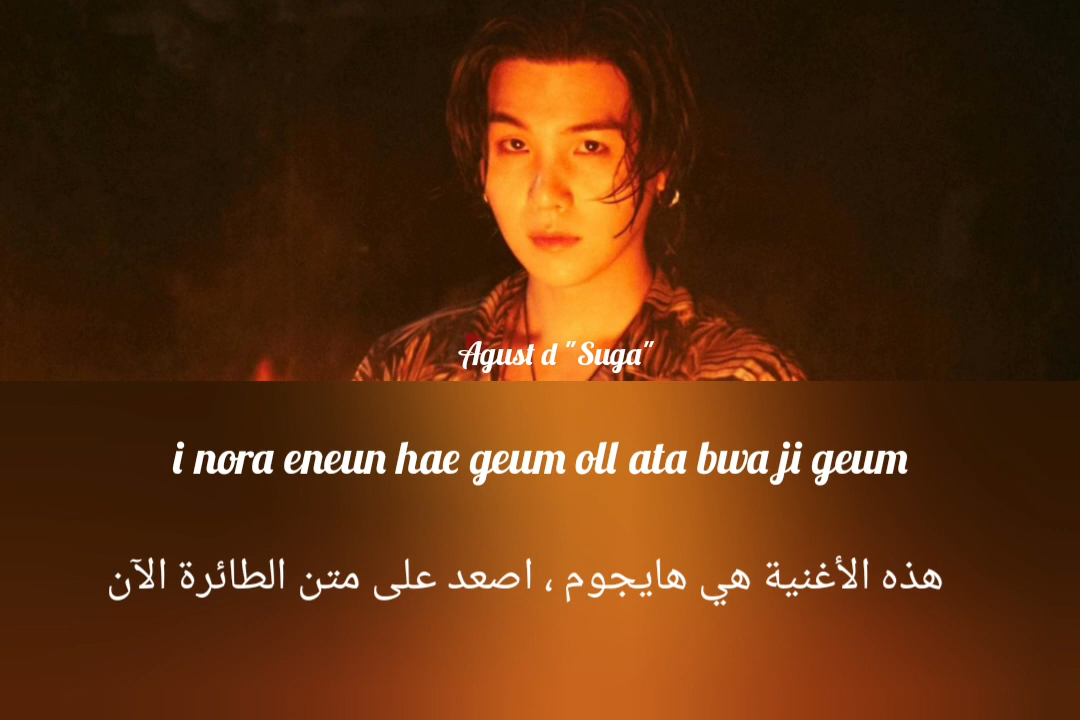 Agust d "Suga"
i nora eneun hae geum oll ata bwa ji geum
هذه الأغنية هي هايجوم ، اصعد على متن الطائرة الآن